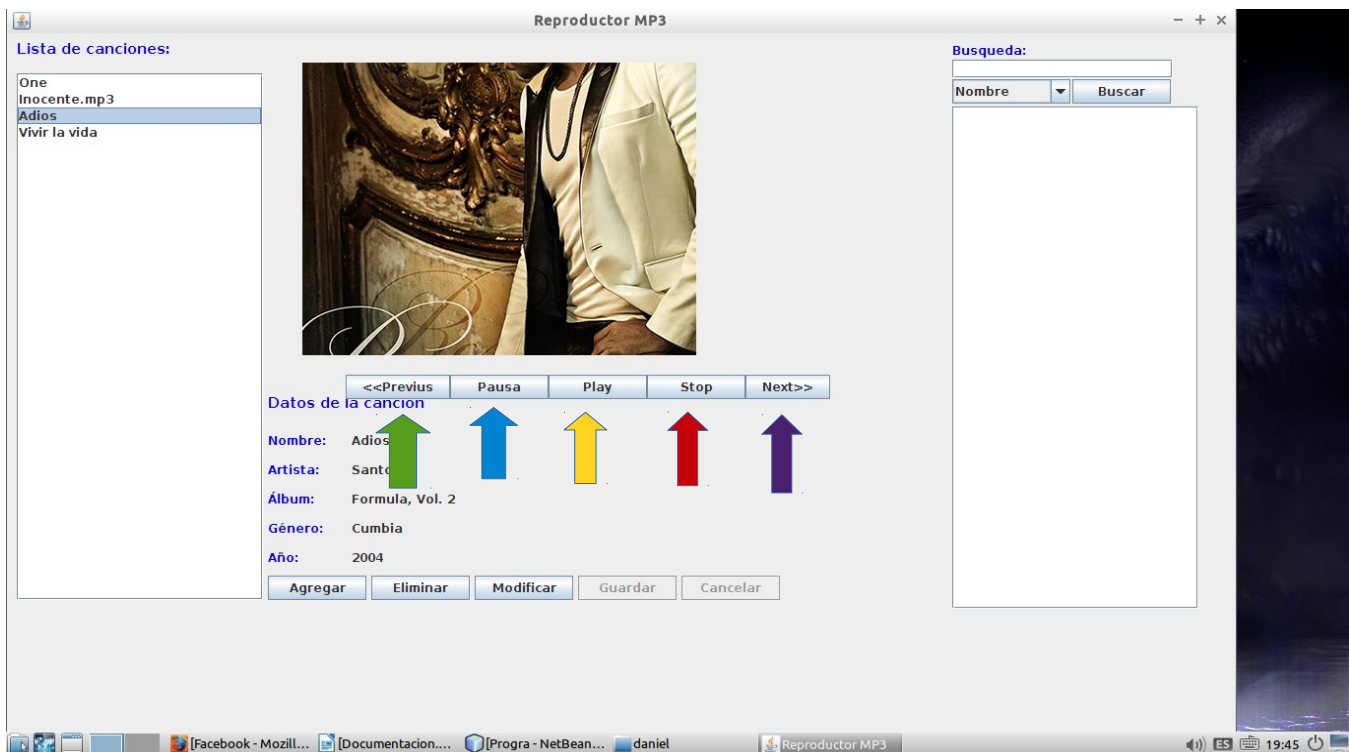 Reproductor MP3
Lista de canciones:
One
Inocente.mp3
Adios
Vivir la vida
<<Previus
Pausa
Play
Stop
Next>>
Datos de la canción
Nombre: Adios
Artista:
Álbum: Formula, Vol. 2
Género: Cumbia
Año: 2004
Agregar
Eliminar
Modificar
Guardar
Cancelar
Busqueda:
Nombre
Buscar
[Facebook - Mozill...
[Documentacion....
[Progra - NetBean...
daniel
Reproductor MP3
ES
19:45